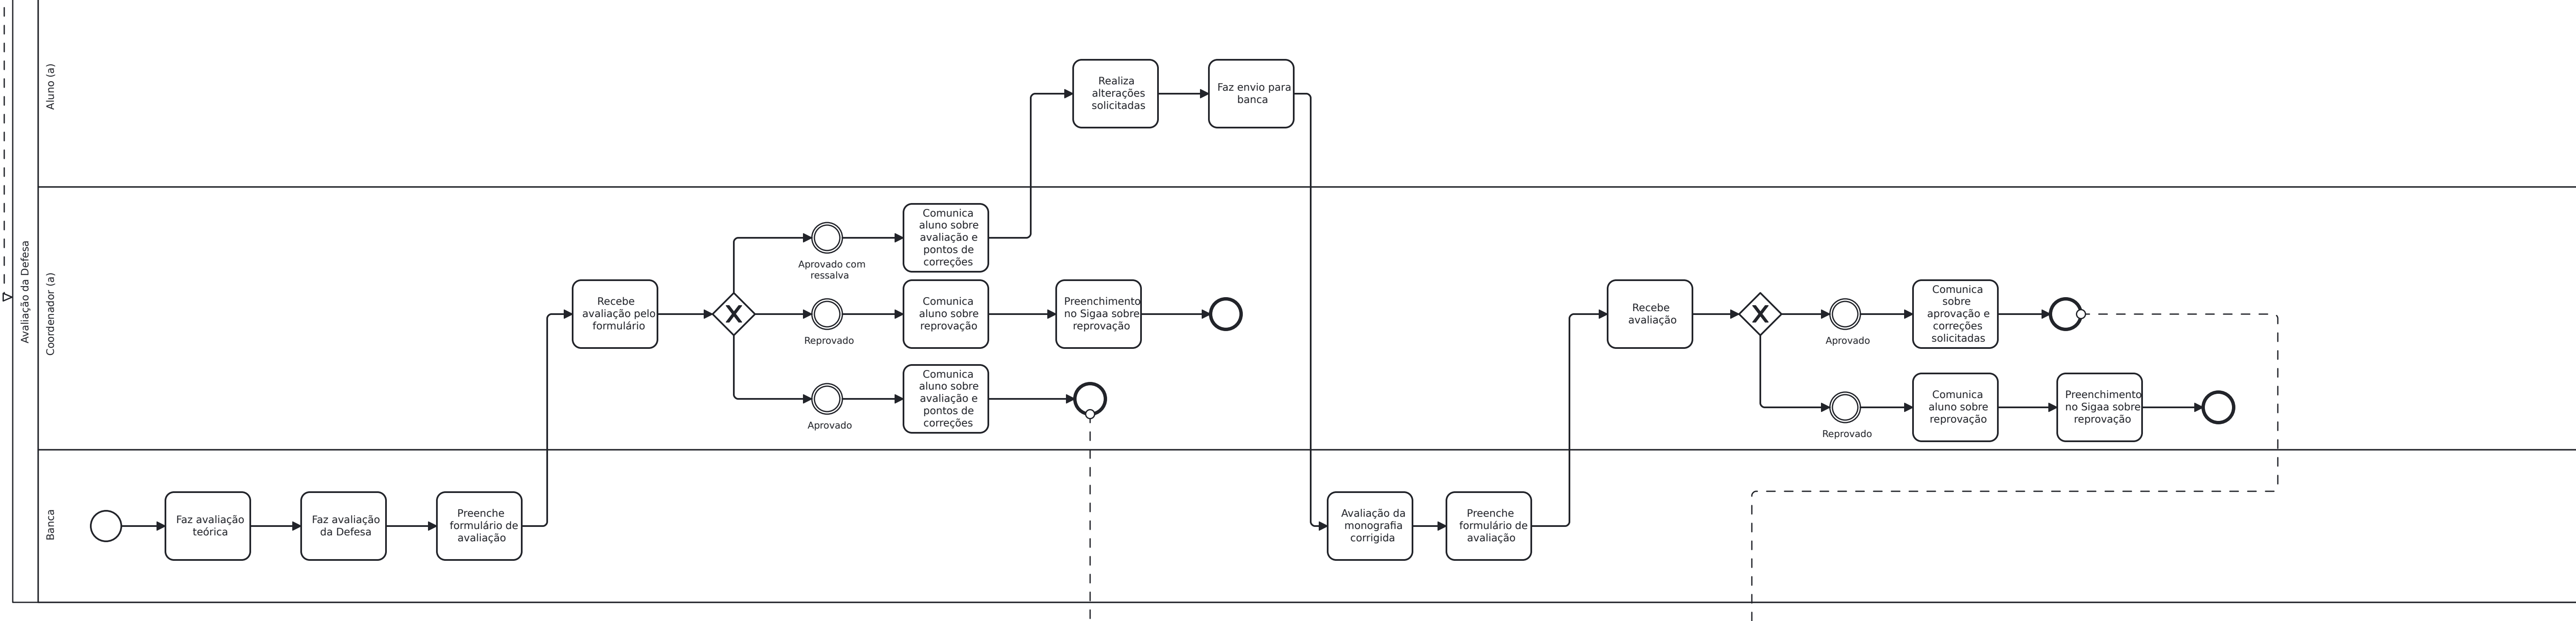 Avaliação da Defesa
Aluno (a)
Realiza
alterações
solicitadas
Faz envio para
banca
Coordenador (a)
Recebe
avaliação pelo
formulário
Aprovado com
ressalva
Comunica
aluno sobre
avaliação e
pontos de
correções
Reprovado
Comunica
aluno sobre
reprovação
Preenchimento
no Sigaa sobre
reprovação
Aprovado
Comunica
aluno sobre
avaliação e
pontos de
correções
Recebe
avaliação
Aprovado
Comunica
sobre
aprovação e
correções
solicitadas
Reprovado
Comunica
aluno sobre
reprovação
Preenchimento
no Sigaa sobre
reprovação
Banca
Faz avaliação
teórica
Faz avaliação
da Defesa
Preenche
formulário de
avaliação
Avaliação da
monografia
corrigida
Preenche
formulário de
avaliação